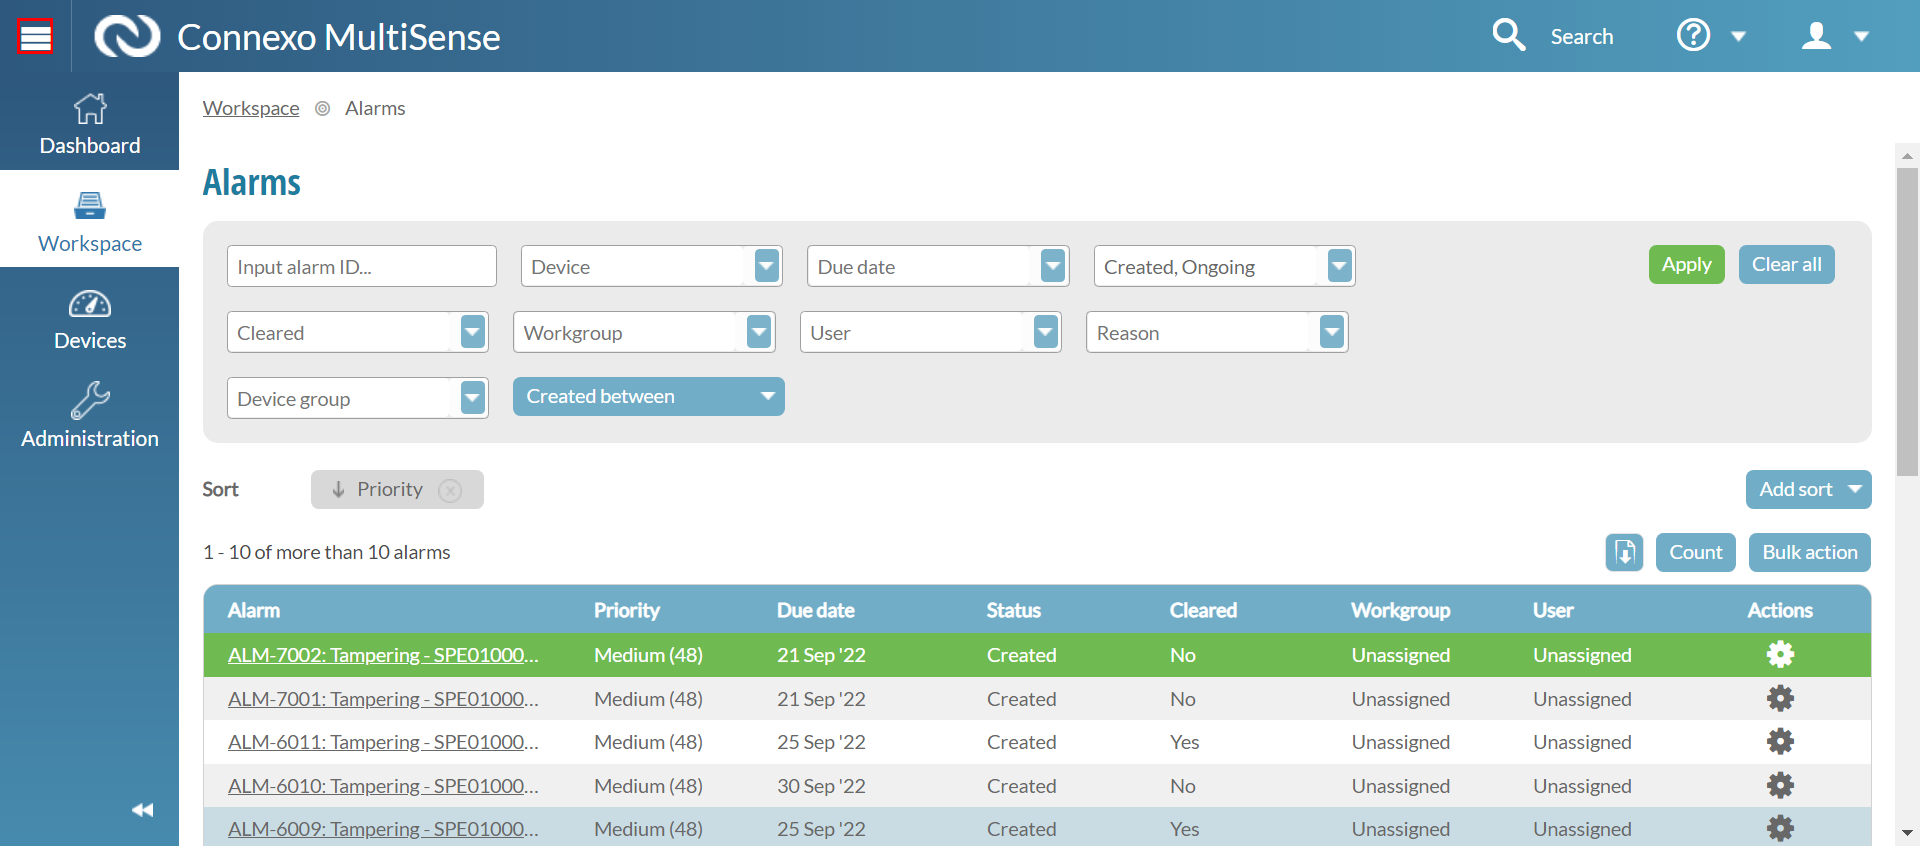 Connexo MultiSense
Search
Dashboard
Workspace
Devices
Administration
Workspace Alarms
Alarms
Input alarm ID... Device Due date Created, Ongoing Apply Clear all
Cleared Workgroup User Reason
Device group Created between
Sort Priority Add sort
1 - 10 of more than 10 alarms Count Bulk action
Alarm Priority Due date Status Cleared Workgroup User Actions
ALM-7002: Tampering - SPE01000... Medium (48) 21 Sep '22 Created No Unassigned Unassigned
ALM-7001: Tampering - SPE01000... Medium (48) 21 Sep '22 Created No Unassigned Unassigned
ALM-6011: Tampering - SPE01000... Medium (48) 25 Sep '22 Created Yes Unassigned Unassigned
ALM-6010: Tampering - SPE01000... Medium (48) 30 Sep '22 Created No Unassigned Unassigned
ALM-6009: Tampering - SPE01000... Medium (48) 25 Sep '22 Created Yes Unassigned Unassigned